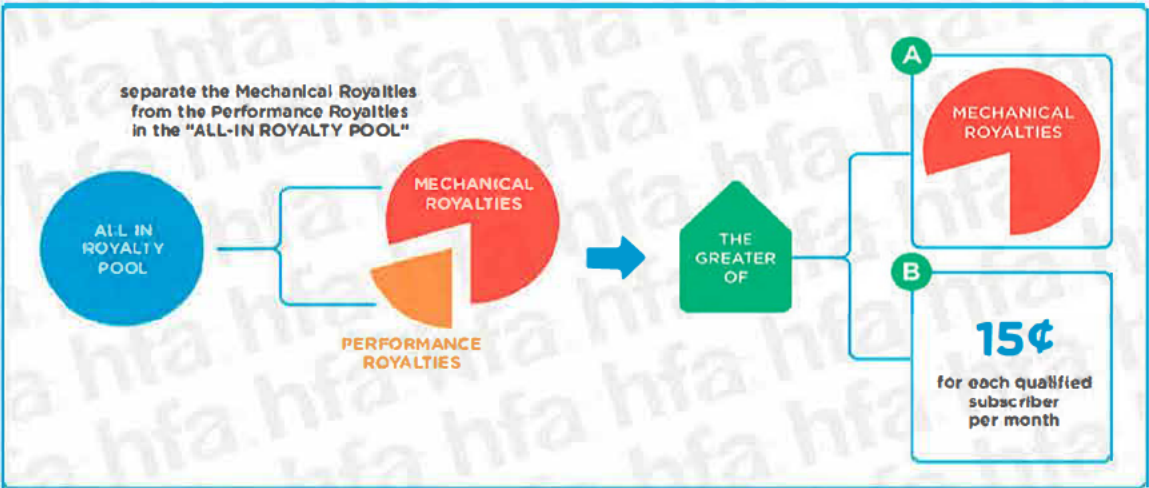 separate the Mechanical Royalties
from the Performance Royalties
in the "ALL-IN ROYALTY POOL"
ALL IN
ROYALTY
POOL
MECHANICAL
ROYALTIES
PERFORMANCE
ROYALTIES
THE
GREATER
OF
A
MECHANICAL
ROYALTIES
B
15¢
for each qualified
subscriber
per month
hfa